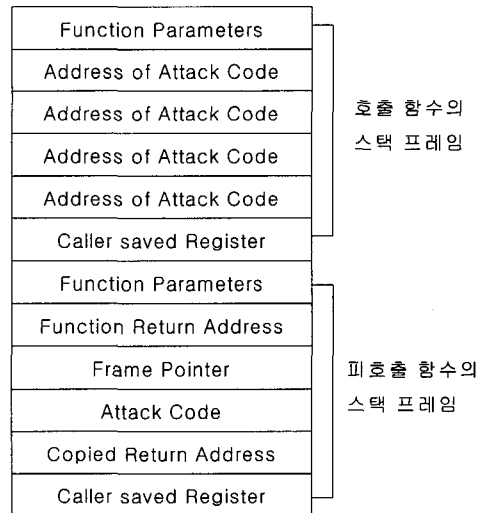 Function Parameters
Address of Attack Code
Address of Attack Code
Address of Attack Code
Address of Attack Code
Caller saved Register
호출 함수의
스택 프레임
Function Parameters
Function Return Address
Frame Pointer
Attack Code
Copied Return Address
Caller saved Register
피호출 함수의
스택 프레임